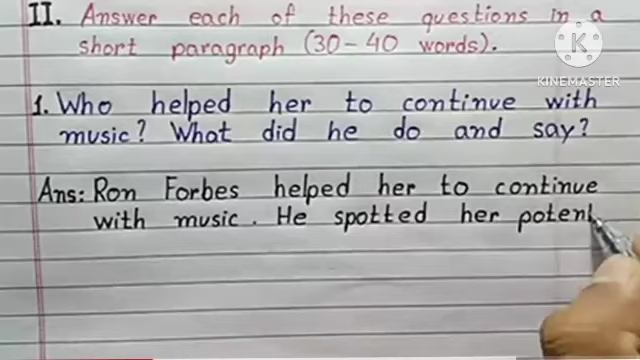 II. Answer each of these questions in a
short paragraph (30-40 words).
KINEMASTER
1. Who helped her to continue with
music? What did he do and say?
Ans: Ron Forbes helped her to continue
with music. He spotted her potent